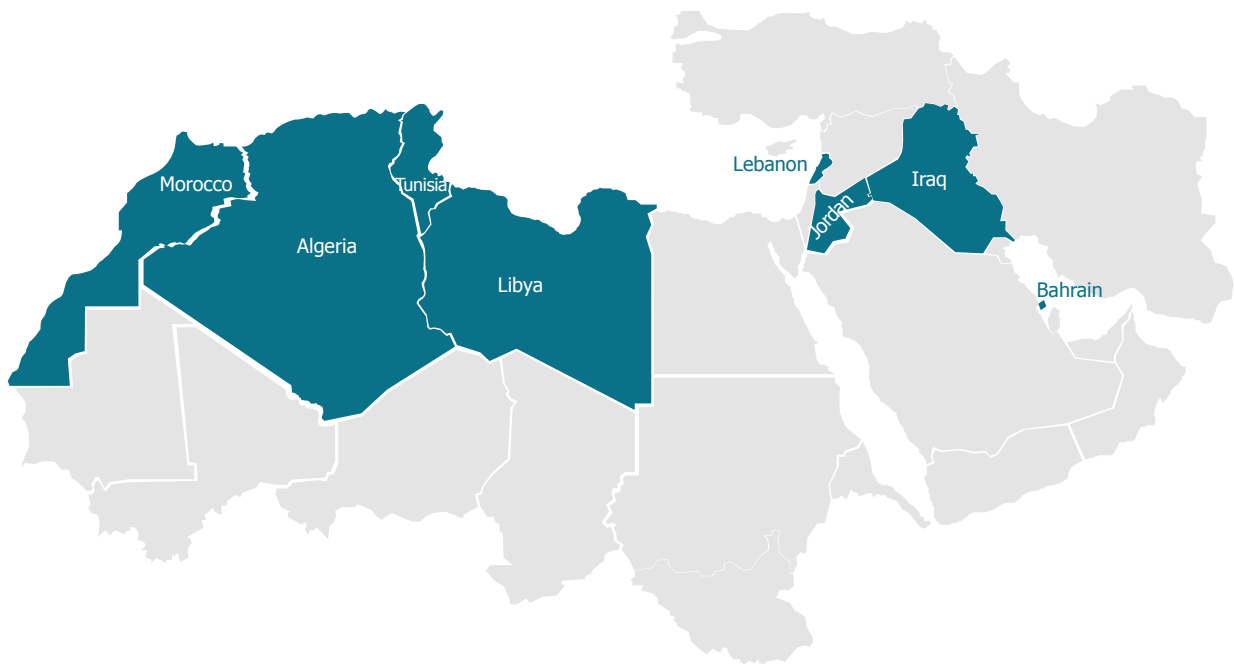 Lebanon
Morocco
Tunisia
Iraq
Jordan
Algeria
Libya
Bahrain